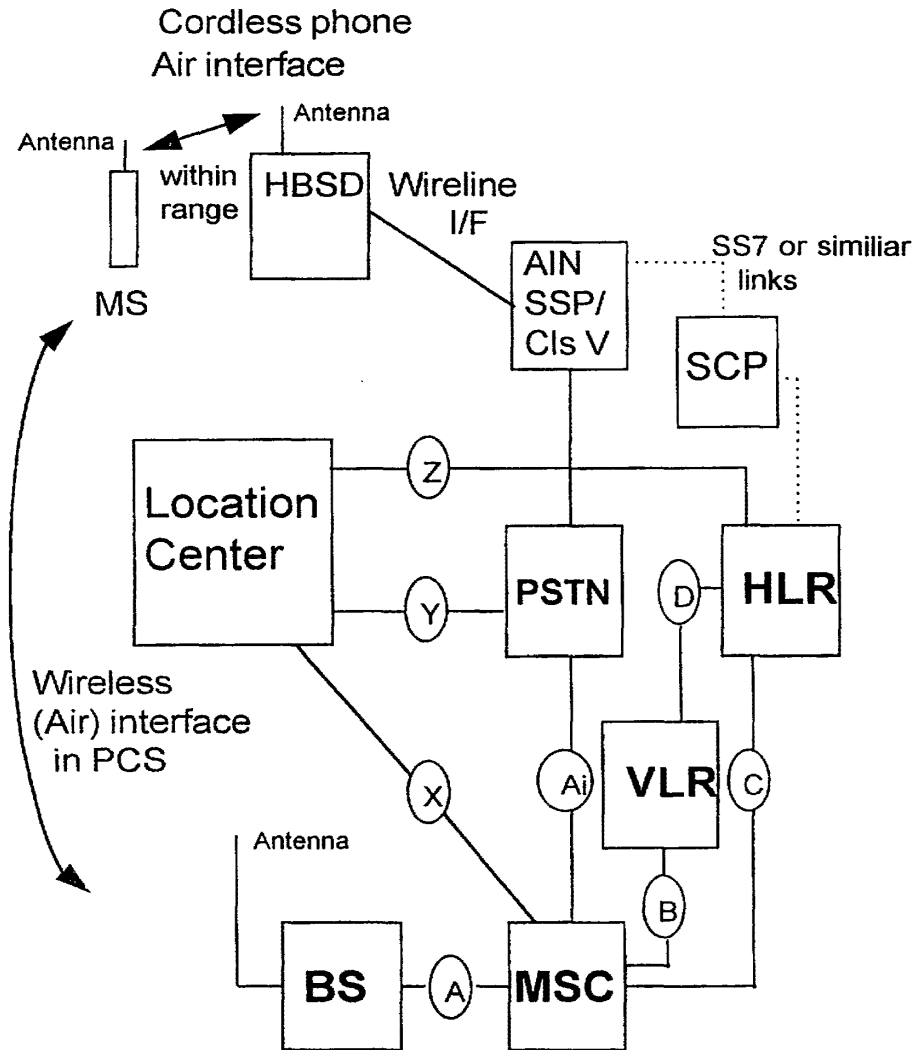 Cordless phone
Air interface
Antenna
Antenna
within
range
HBSD
Wireline
I/F
MS
AIN
SSP/
Cls V
SS7 or similiar
links
SCP
Z
Location
Center
PSTN
HLR
Y
D
Wireless
(Air) interface
in PCS
X
Ai
VLR
C
Antenna
B
BS
A
MSC